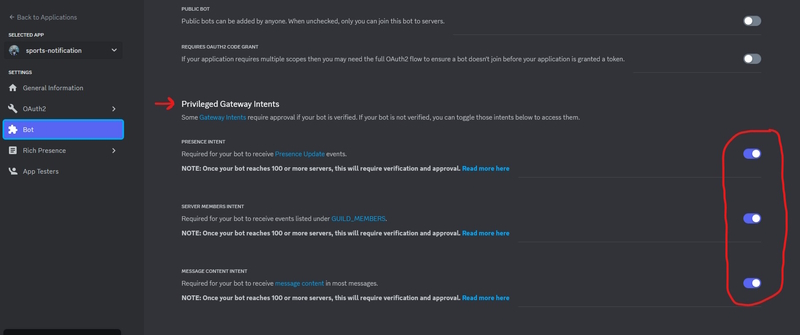 ← Back to Applications
SELECTED APP
sports-notification
SETTINGS
General Information
OAuth2
Bot
Rich Presence
App Testers
PUBLIC BOT
Public bots can be added by anyone. When unchecked, only you can join this bot to servers.
REQUIRES OAUTH2 CODE GRANT
If your application requires multiple scopes then you may need the full OAuth2 flow to ensure a bot doesn't join before your application is granted a token.
Privileged Gateway Intents
Some Gateway Intents require approval if your bot is verified. If your bot is not verified, you can toggle those intents below to access them.
PRESENCE INTENT
Required for your bot to receive Presence Update events.
NOTE: Once your bot reaches 100 or more servers, this will require verification and approval. Read more here
SERVER MEMBERS INTENT
Required for your bot to receive events listed under GUILD_MEMBERS.
NOTE: Once your bot reaches 100 or more servers, this will require verification and approval. Read more here
MESSAGE CONTENT INTENT
Required for your bot to receive message content in most messages.
NOTE: Once your bot reaches 100 or more servers, this will require verification and approval. Read more here